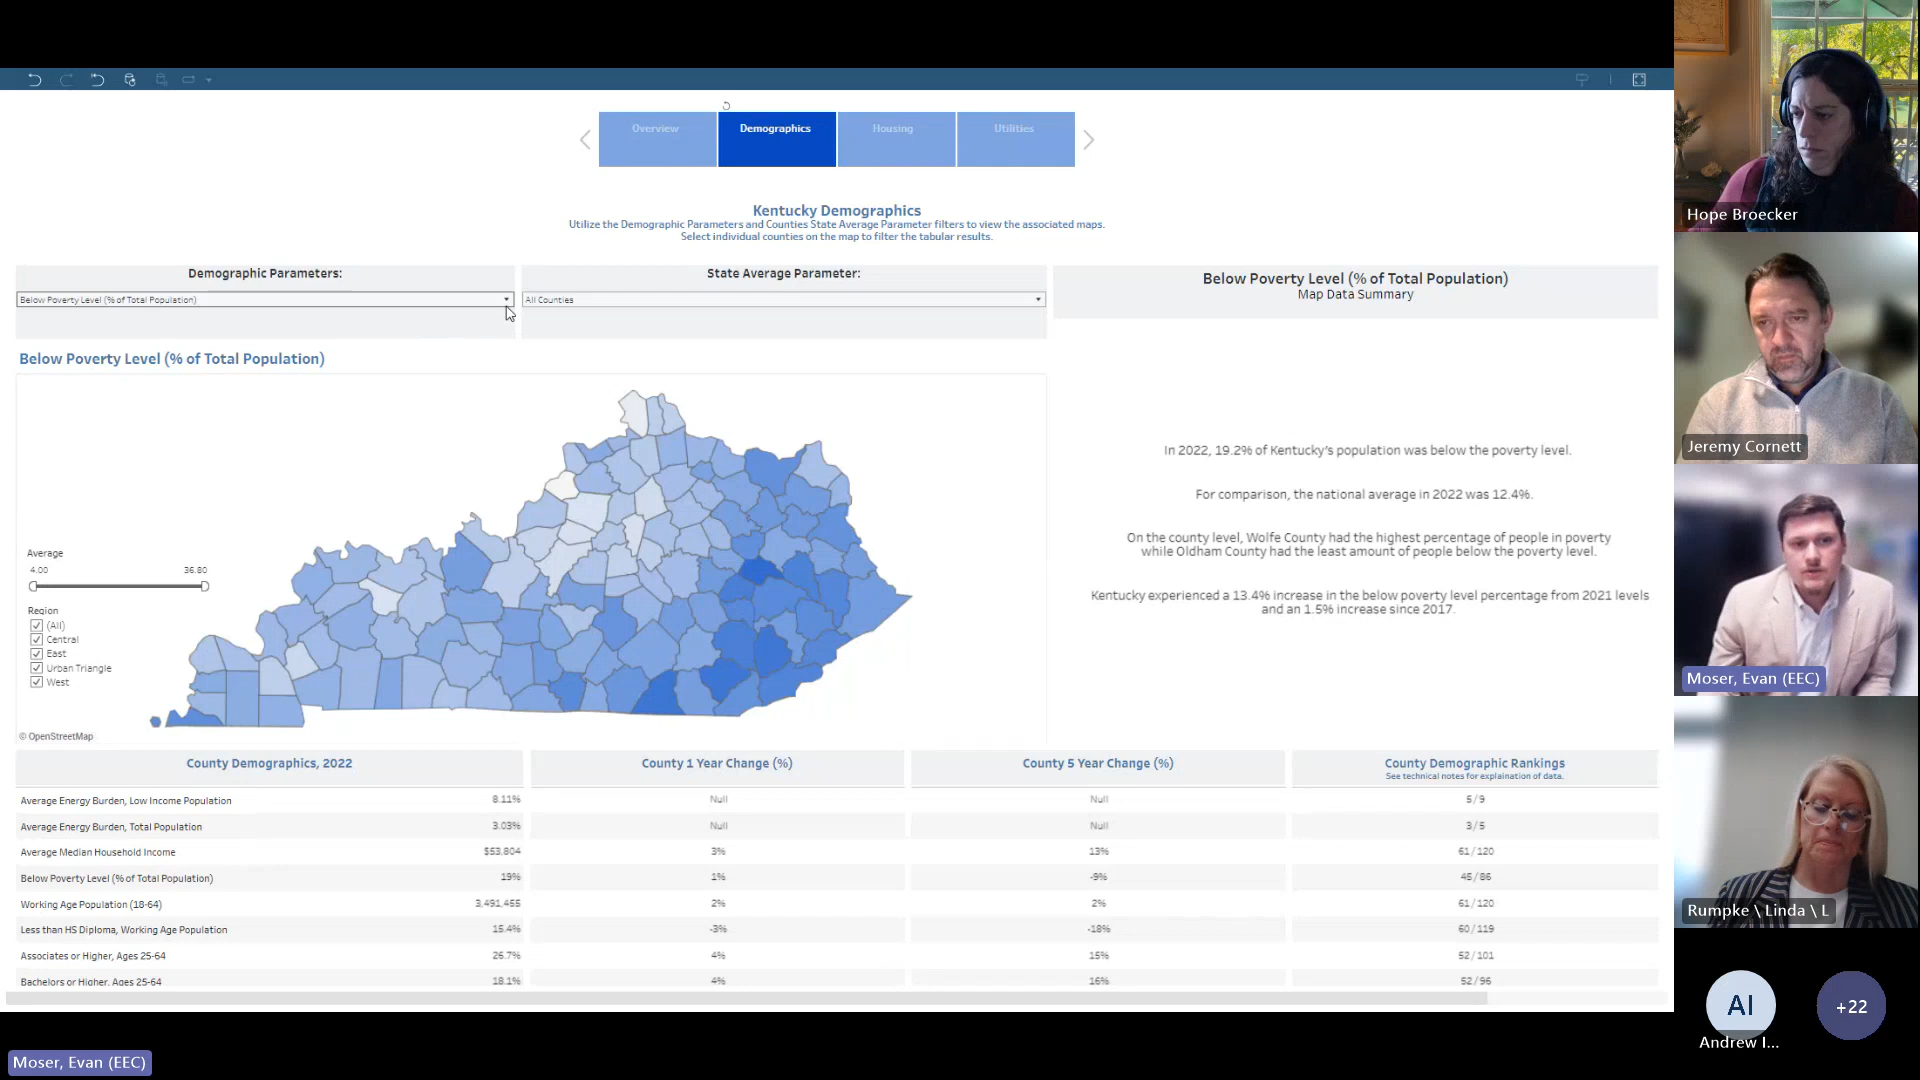 Overview
Demographics
Housing
Utilities
Kentucky Demographics
Utilize the Demographic Parameters and Counties State Average Parameter filters to view the associated maps.
Select individual counties on the map to filter the tabular results.
Demographic Parameters:
Below Poverty Level (% of Total Population)
State Average Parameter:
All Counties
Below Poverty Level (% of Total Population)
Map Data Summary
Below Poverty Level (% of Total Population)
In 2022, 19.2% of Kentucky's population was below the poverty level.
For comparison, the national average in 2022 was 12.4%.
On the county level, Wolfe County had the highest percentage of people in poverty
while Oldham County had the least amount of people below the poverty level.
Kentucky experienced a 13.4% increase in the below poverty level percentage from 2021 levels
and an 1.5% increase since 2017.
Average
4.00 36.80
Region
(All)
Central
East
Urban Triangle
West
© OpenStreetMap
County Demographics, 2022
County 1 Year Change (%)
County 5 Year Change (%)
County Demographic Rankings
See technical notes for explaination of data.
Average Energy Burden, Low Income Population 8.11% Null Null 5/9
Average Energy Burden, Total Population 3.03% Null Null 3/5
Average Median Household Income $53,804 3% 13% 61/120
Below Poverty Level (% of Total Population) 19% 1% -9% 45/86
Working Age Population (18-64) 3,491,455 2% 2% 61/120
Less than HS Diploma, Working Age Population 15.4% -3% -18% 60/119
Associates or Higher, Ages 25-64 26.7% 4% 15% 52/101
Bachelors or Higher, Ages 25-64 18.1% 4% 16% 52/96
Hope Broecker
Jeremy Cornett
Moser, Evan (EEC)
Rumpke \ Linda \ L
AI
Andrew I...
+22
Moser, Evan (EEC)